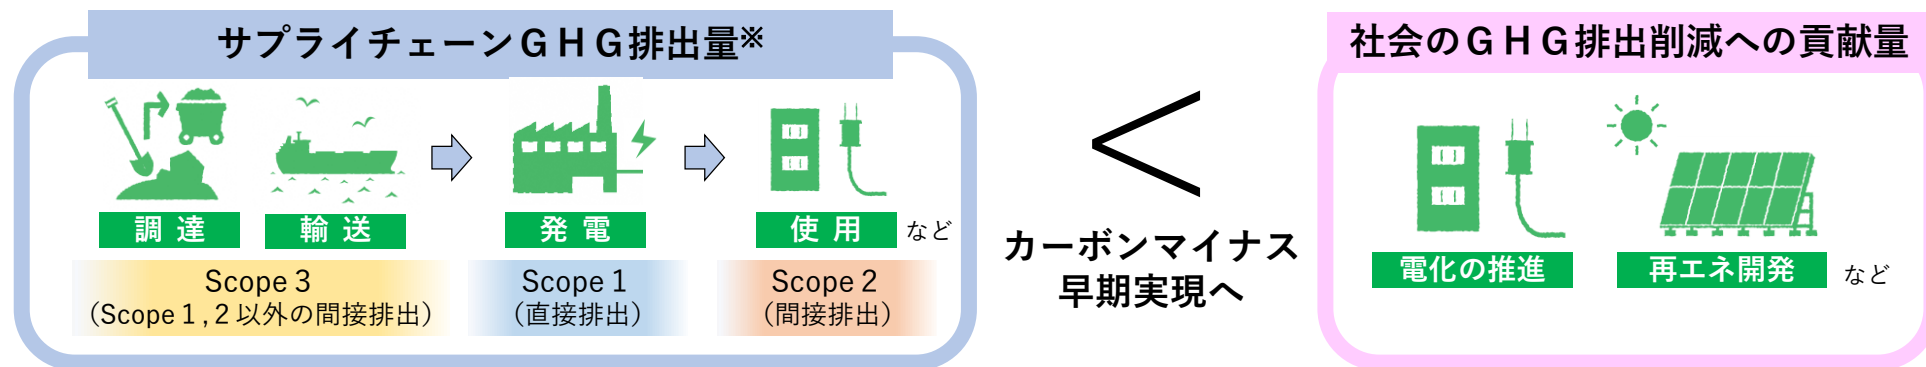 サプライチェーンGHG排出量※
調達
輸送
発電
使用
など
Scope 3
（Scope 1 , 2 以外の間接排出）
Scope 1
（直接排出）
Scope 2
（間接排出）
＜
カーボンマイナス
早期実現へ
社会のGHG排出削減への貢献量
電化の推進
再エネ開発
など